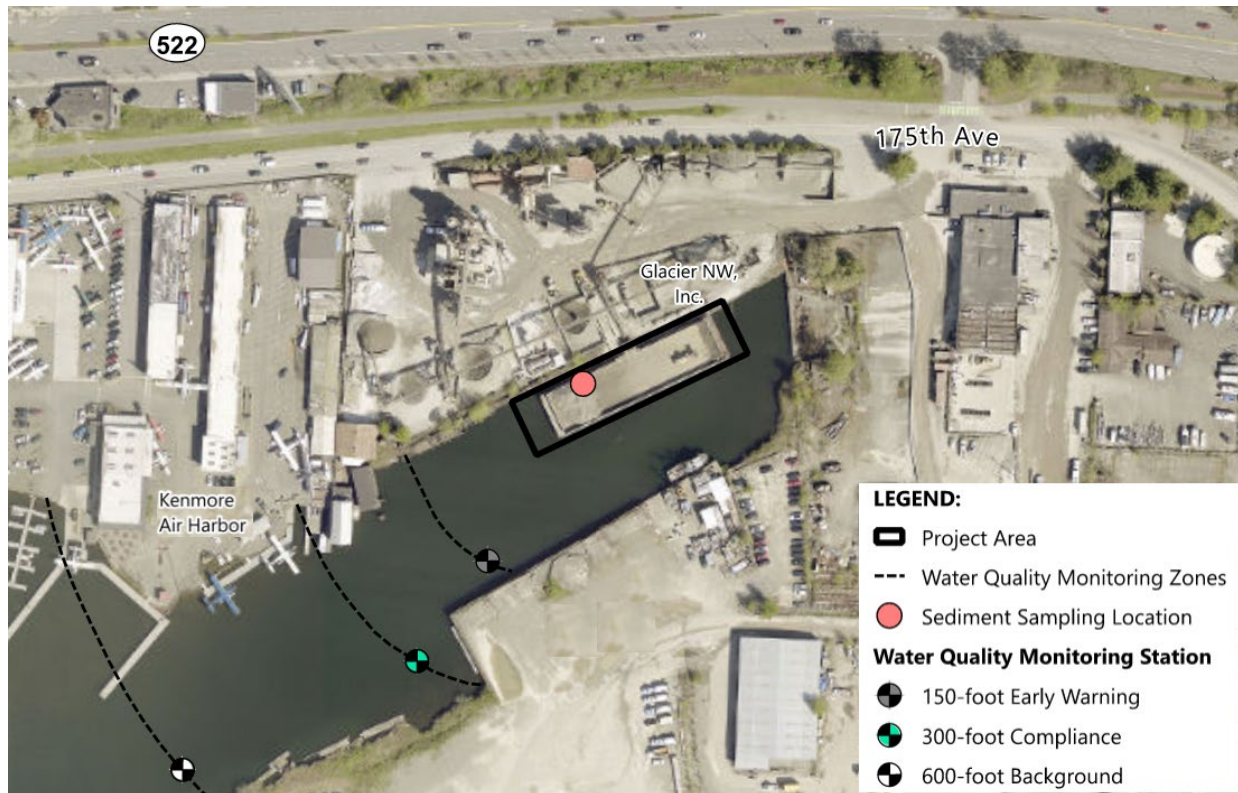 522
175th Ave
Glacier NW,
Inc.
Kenmore
Air Harbor
LEGEND:
Project Area
Water Quality Monitoring Zones
Sediment Sampling Location
Water Quality Monitoring Station
150-foot Early Warning
300-foot Compliance
600-foot Background